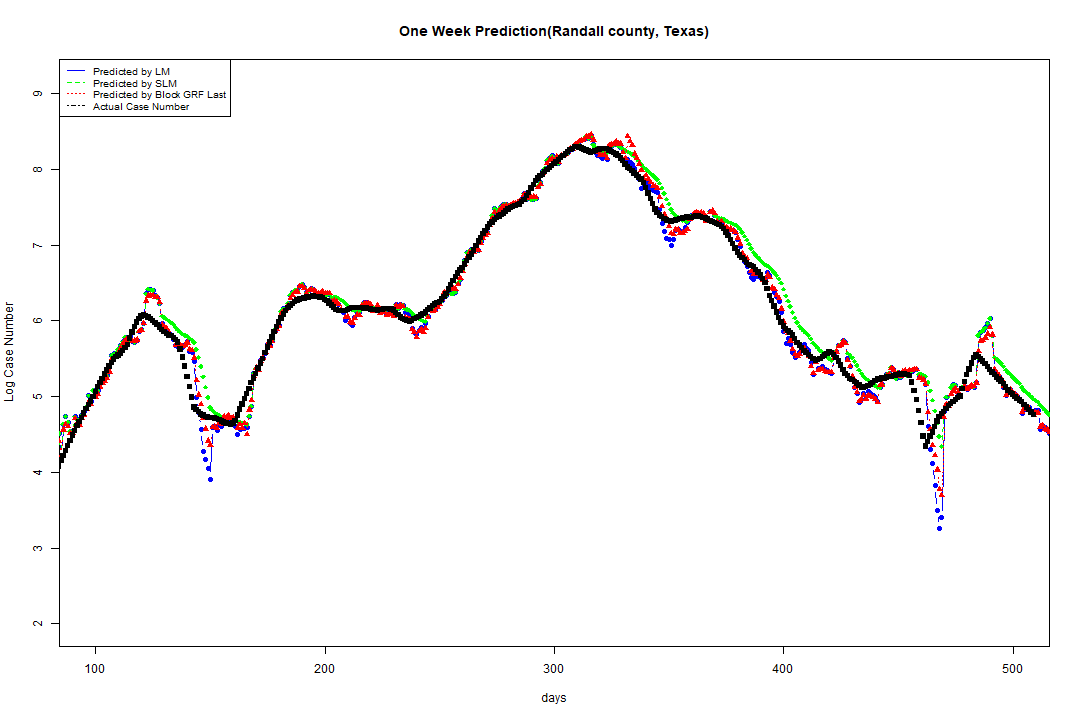 One Week Prediction(Randall county, Texas)
Predicted by LM
Predicted by SLM
Predicted by Block GRF Last
Actual Case Number
Log Case Number
9
8
7
6
5
4
3
2
100 200 300 400 500
days